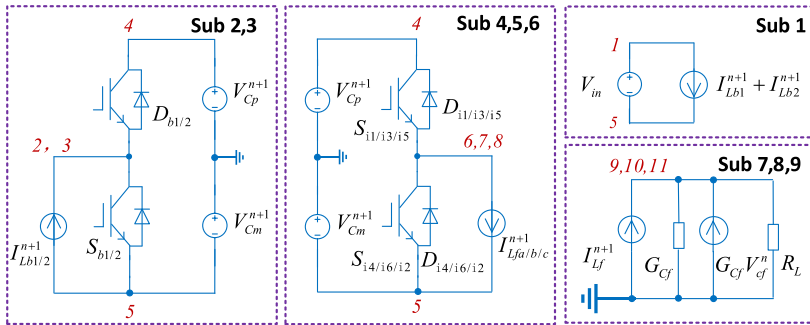 Sub 2,3
4
V_{Cp}^{n+1}
D_{b1/2}
2， 3
V_{Cm}^{n+1}
S_{b1/2}
I_{Lb1/2}^{n+1}
5
Sub 4,5,6
4
V_{Cp}^{n+1}
D_{i1/i3/i5}
S_{i1/i3/i5}
6,7,8
V_{Cm}^{n+1}
I_{Lfa/b/c}^{n+1}
S_{i4/i6/i2}
D_{i4/i6/i2}
5
Sub 1
1
V_{in}
I_{Lb1}^{n+1} + I_{Lb2}^{n+1}
5
Sub 7,8,9
9,10,11
I_{Lf}^{n+1}
G_{Cf}
G_{Cf}V_{cf}^{n}
R_L